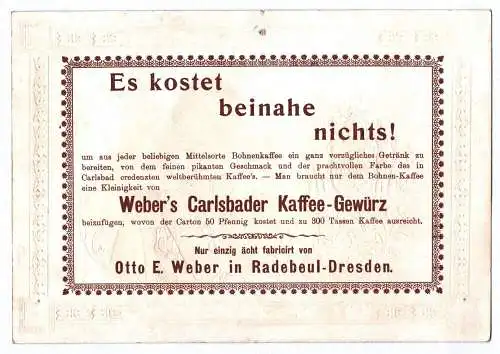 Es kostet
beinahe
nichts!
um aus jeder beliebigen Mittelsorte Bohnenkaffee ein ganz vorzügliches Getränk zu
bereiten, von dem feinen pikanten Geschmack und der prachtvollen Farbe des in
Carlsbad credenzten weltberühmten Kaffee's. — Man braucht nur dem Bohnen-Kaffee
eine Kleinigkeit von
Weber's Carlsbader Kaffee-Gewürz
beizufügen, wovon der Carton 50 Pfennig kostet und zu 300 Tassen Kaffee ausreicht.
Nur einzig ächt fabricirt von
Otto E. Weber in Radebeul-Dresden.